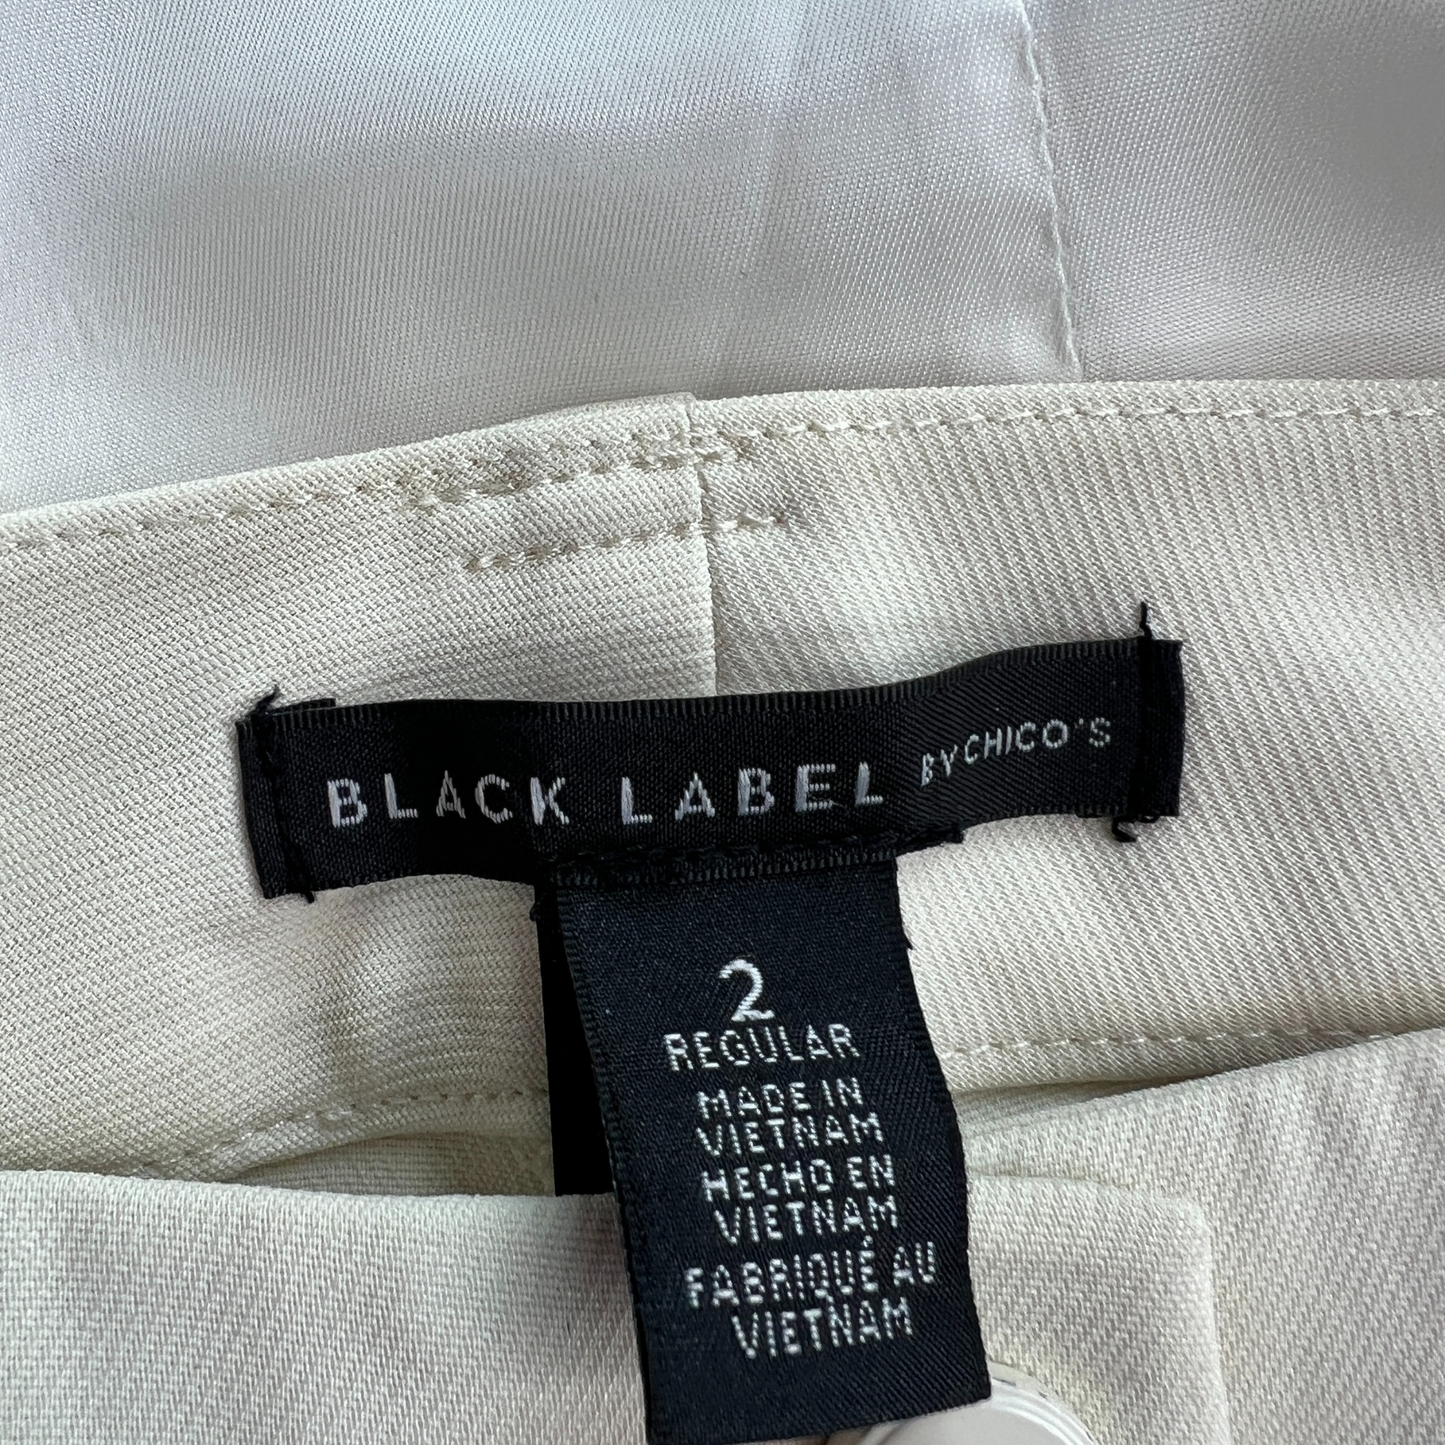 BLACK LABEL BY CHICO'S
2
REGULAR
MADE IN
VIETNAM
HECHO EN
VIETNAM
FABRIQUÉ AU
VIETNAM